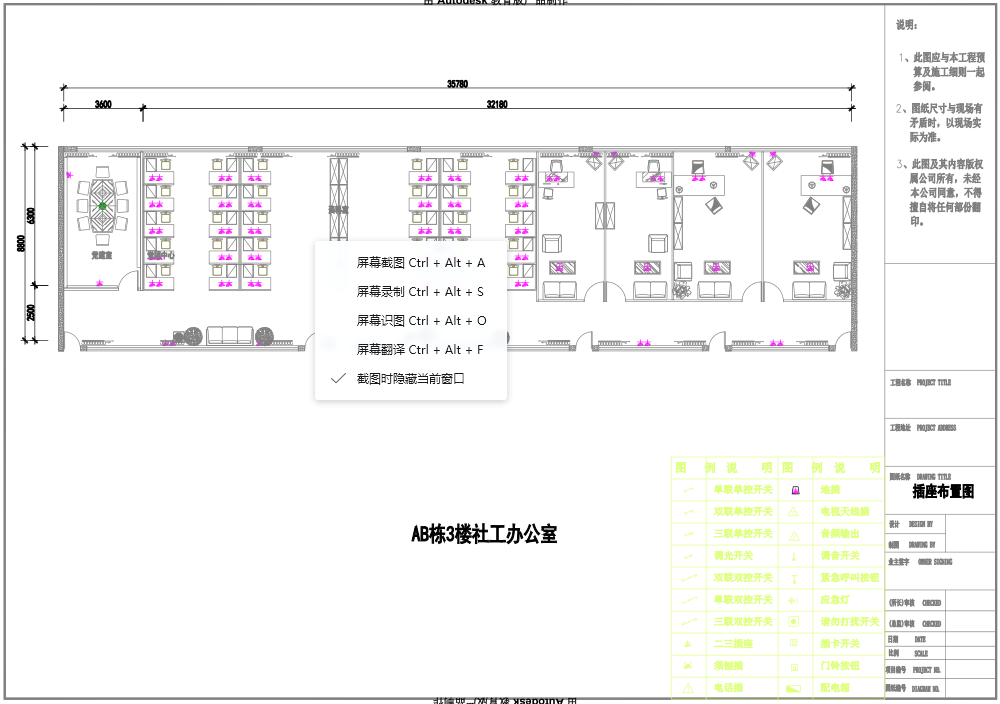 由 Autodesk 教育版产品制作
说明:
1、此图应与本工程预
算及施工细则一起
参阅。
2、图纸尺寸与现场有
矛盾时，以现场实
际为准。
3、此图及其内容版权
属公司所有，未经
本公司同意，不得
擅自将任何部份翻
印。
35780
3600
32180
6300
8800
2500
党建室
屏幕截图 Ctrl + Alt + A
屏幕录制 Ctrl + Alt + S
屏幕识图 Ctrl + Alt + O
屏幕翻译 Ctrl + Alt + F
截图时隐藏当前窗口
AB栋3楼社工办公室
图 例 说 明 图 例 说 明
单联单控开关 地插
双联单控开关 电视天线插
三联单控开关 音频输出
调光开关 调音开关
双联双控开关 紧急呼叫按钮
单联双控开关 应急灯
三联双控开关 请勿打扰开关
二三插座 插卡开关
门铃按钮
电话插 配电箱
工程名称 PROJECT TITLE
工程地址 PROJECT ADDRESS
图纸名称 DRAWING TITLE
插座布置图
设计 DESIGN BY
制图 DRAWING BY
业主签字 OWNER SIGNING
(所长)审核 CHECKED
(总监)审核 CHECKED
日期 DATE
比例 SCALE
项目编号 PROJECT NO.
图纸编号 DIAGRAM NO.
由 Autodesk 教育版产品制作